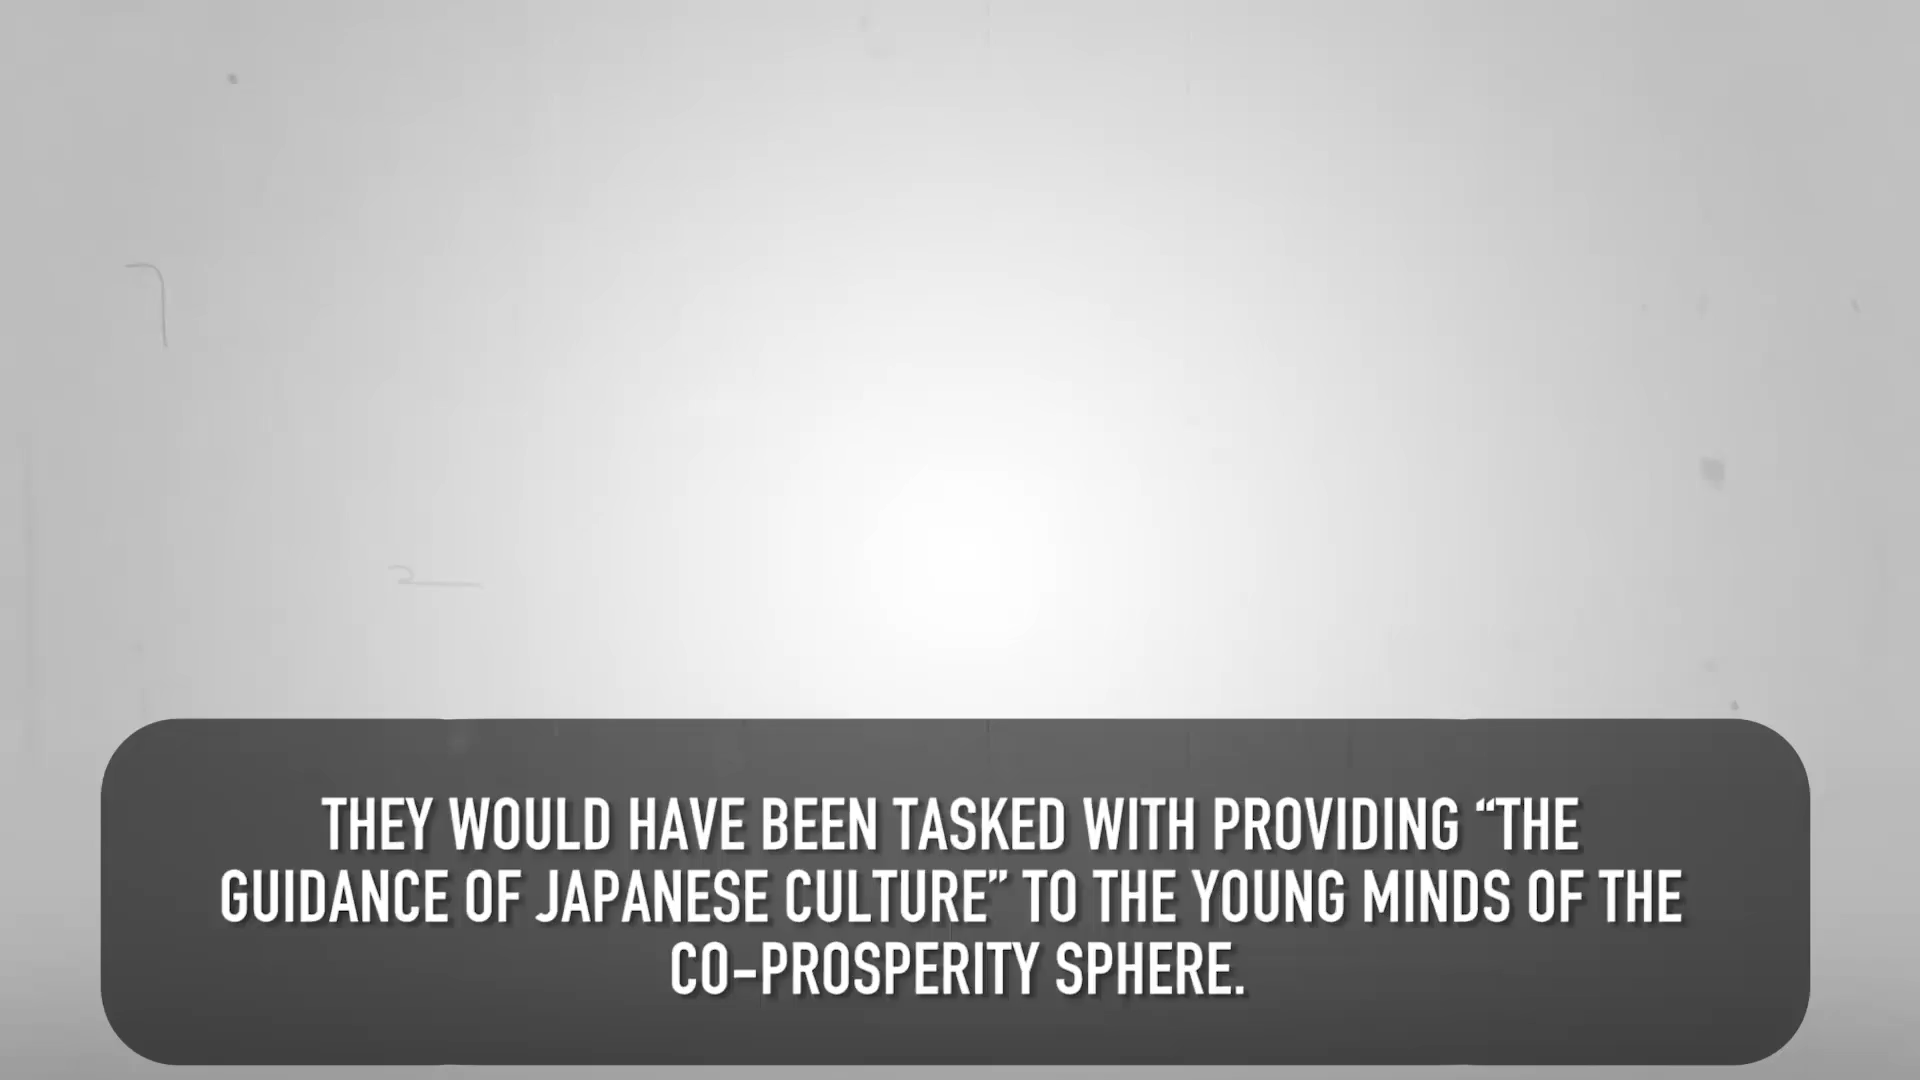 THEY WOULD HAVE BEEN TASKED WITH PROVIDING “THE
GUIDANCE OF JAPANESE CULTURE” TO THE YOUNG MINDS OF THE
CO-PROSPERITY SPHERE.